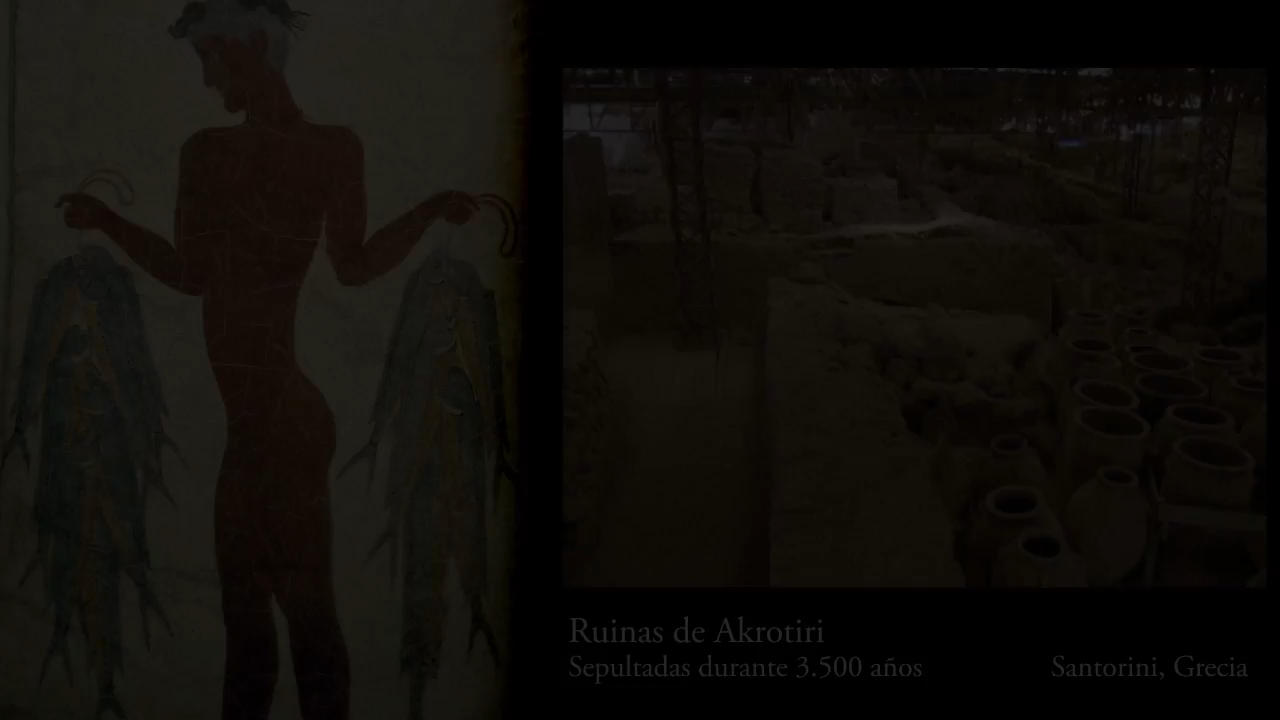 Ruinas de Akrotiri
Sepultadas durante 3.500 años
Santorini, Grecia